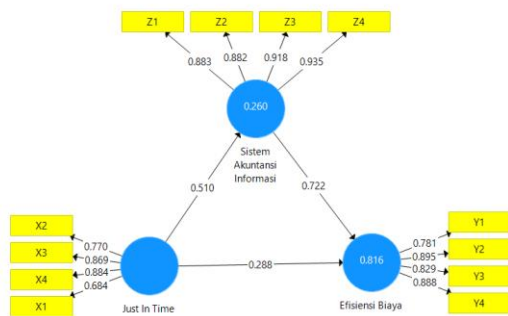 Z1 Z2 Z3 Z4
0.883 0.882 0.918 0.935
0.260
Sistem
Akuntansi
Informasi
0.510 0.722
X2
X3
X4
X1
0.770
0.869
0.884
0.684
Just In Time
0.288
0.816
Efisiensi Biaya
0.781
0.895
0.829
0.888
Y1
Y2
Y3
Y4